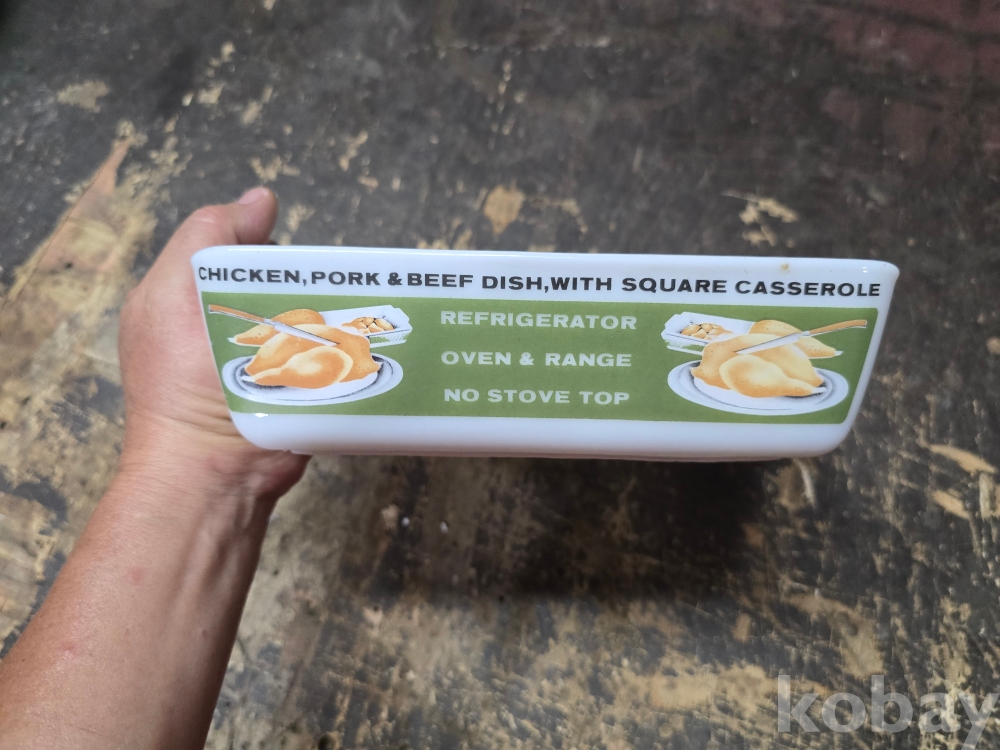 CHICKEN,PORK & BEEF DISH,WITH SQUARE CASSEROLE
REFRIGERATOR
OVEN & RANGE
NO STOVE TOP
kobay